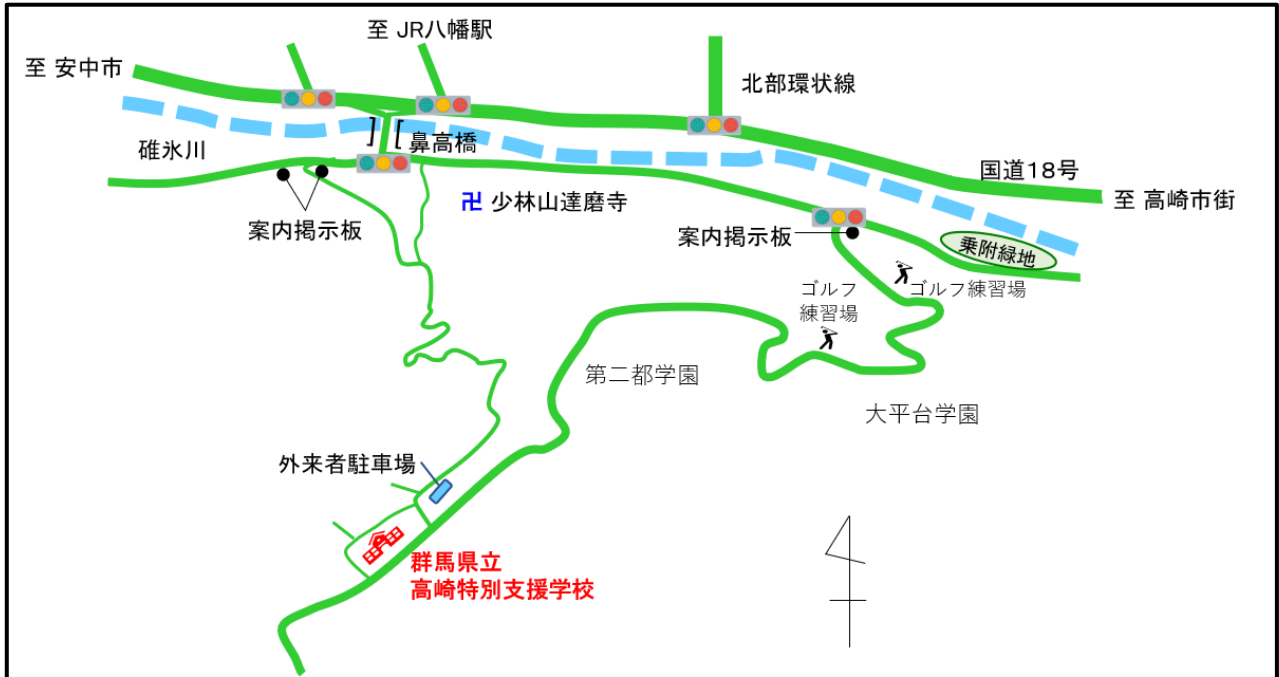 至 JR八幡駅
至 安中市
北部環状線
鼻高橋
碓氷川
国道18号
至 高崎市街
卍 少林山達磨寺
案内掲示板
案内掲示板
乗附緑地
ゴルフ
練習場
ゴルフ練習場
第二都学園
大平台学園
外来者駐車場
群馬県立
高崎特別支援学校